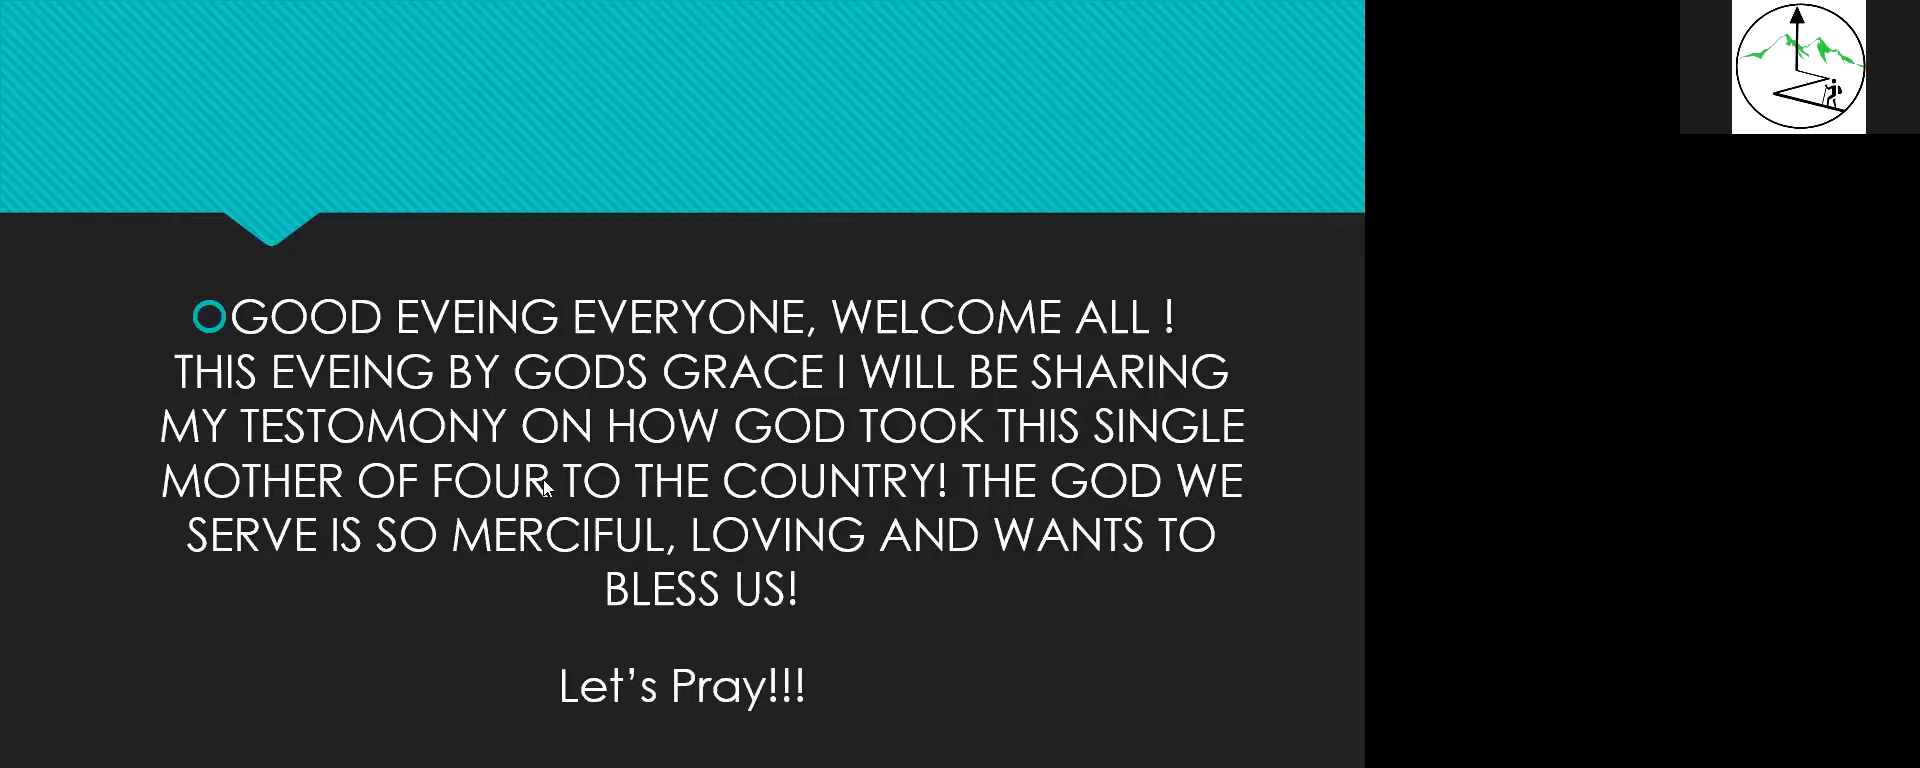 GOOD EVEING EVERYONE, WELCOME ALL !
THIS EVEING BY GODS GRACE I WILL BE SHARING
MY TESTOMONY ON HOW GOD TOOK THIS SINGLE
MOTHER OF FOUR TO THE COUNTRY! THE GOD WE
SERVE IS SO MERCIFUL, LOVING AND WANTS TO
BLESS US!
Let’s Pray!!!